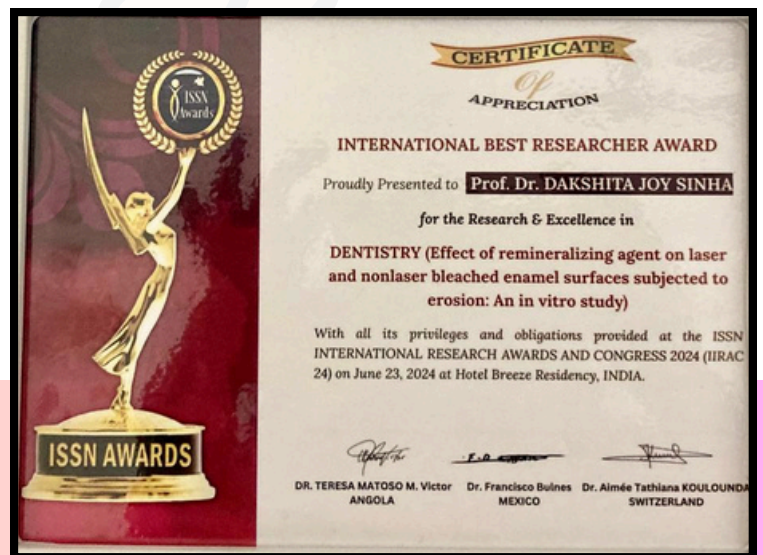 ISSN
Awards
ISSN AWARDS
CERTIFICATE
Of
APPRECIATION
INTERNATIONAL BEST RESEARCHER AWARD
Proudly Presented to Prof. Dr. DAKSHITA JOY SINHA
for the Research & Excellence in
DENTISTRY (Effect of remineralizing agent on laser
and nonlaser bleached enamel surfaces subjected to
erosion: An in vitro study)
With all its privileges and obligations provided at the ISSN
INTERNATIONAL RESEARCH AWARDS AND CONGRESS 2024 (IIRAC
24) on June 23, 2024 at Hotel Breeze Residency, INDIA.
DR. TERESA MATOSO M. Victor
ANGOLA
Dr. Francisco Bulnes
MEXICO
Dr. Aimée Tathiana KOULOUNDA
SWITZERLAND